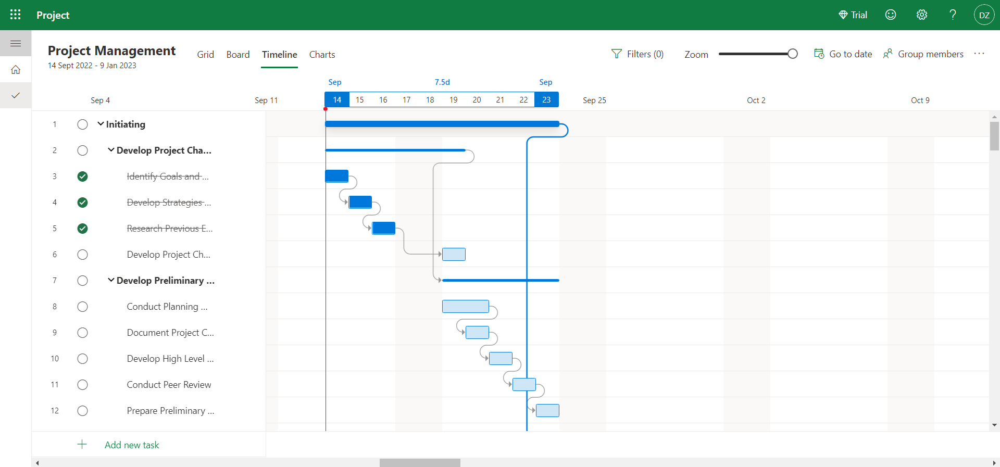 Project
Trial
?
DZ
Project Management
14 Sept 2022 - 9 Jan 2023
Grid Board Timeline Charts
Filters (0) Zoom Go to date Group members ...
Sep 7.5d Sep
Sep 4 Sep 11 14 15 16 17 18 19 20 21 22 23 Sep 25 Oct 2 Oct 9
1 Initiating
2 Develop Project Cha...
3 Identify Goals and ...
4 Develop Strategies ...
5 Research Previous E...
6 Develop Project Ch...
7 Develop Preliminary ...
8 Conduct Planning ...
9 Document Project C...
10 Develop High Level ...
11 Conduct Peer Review
12 Prepare Preliminary ...
Add new task